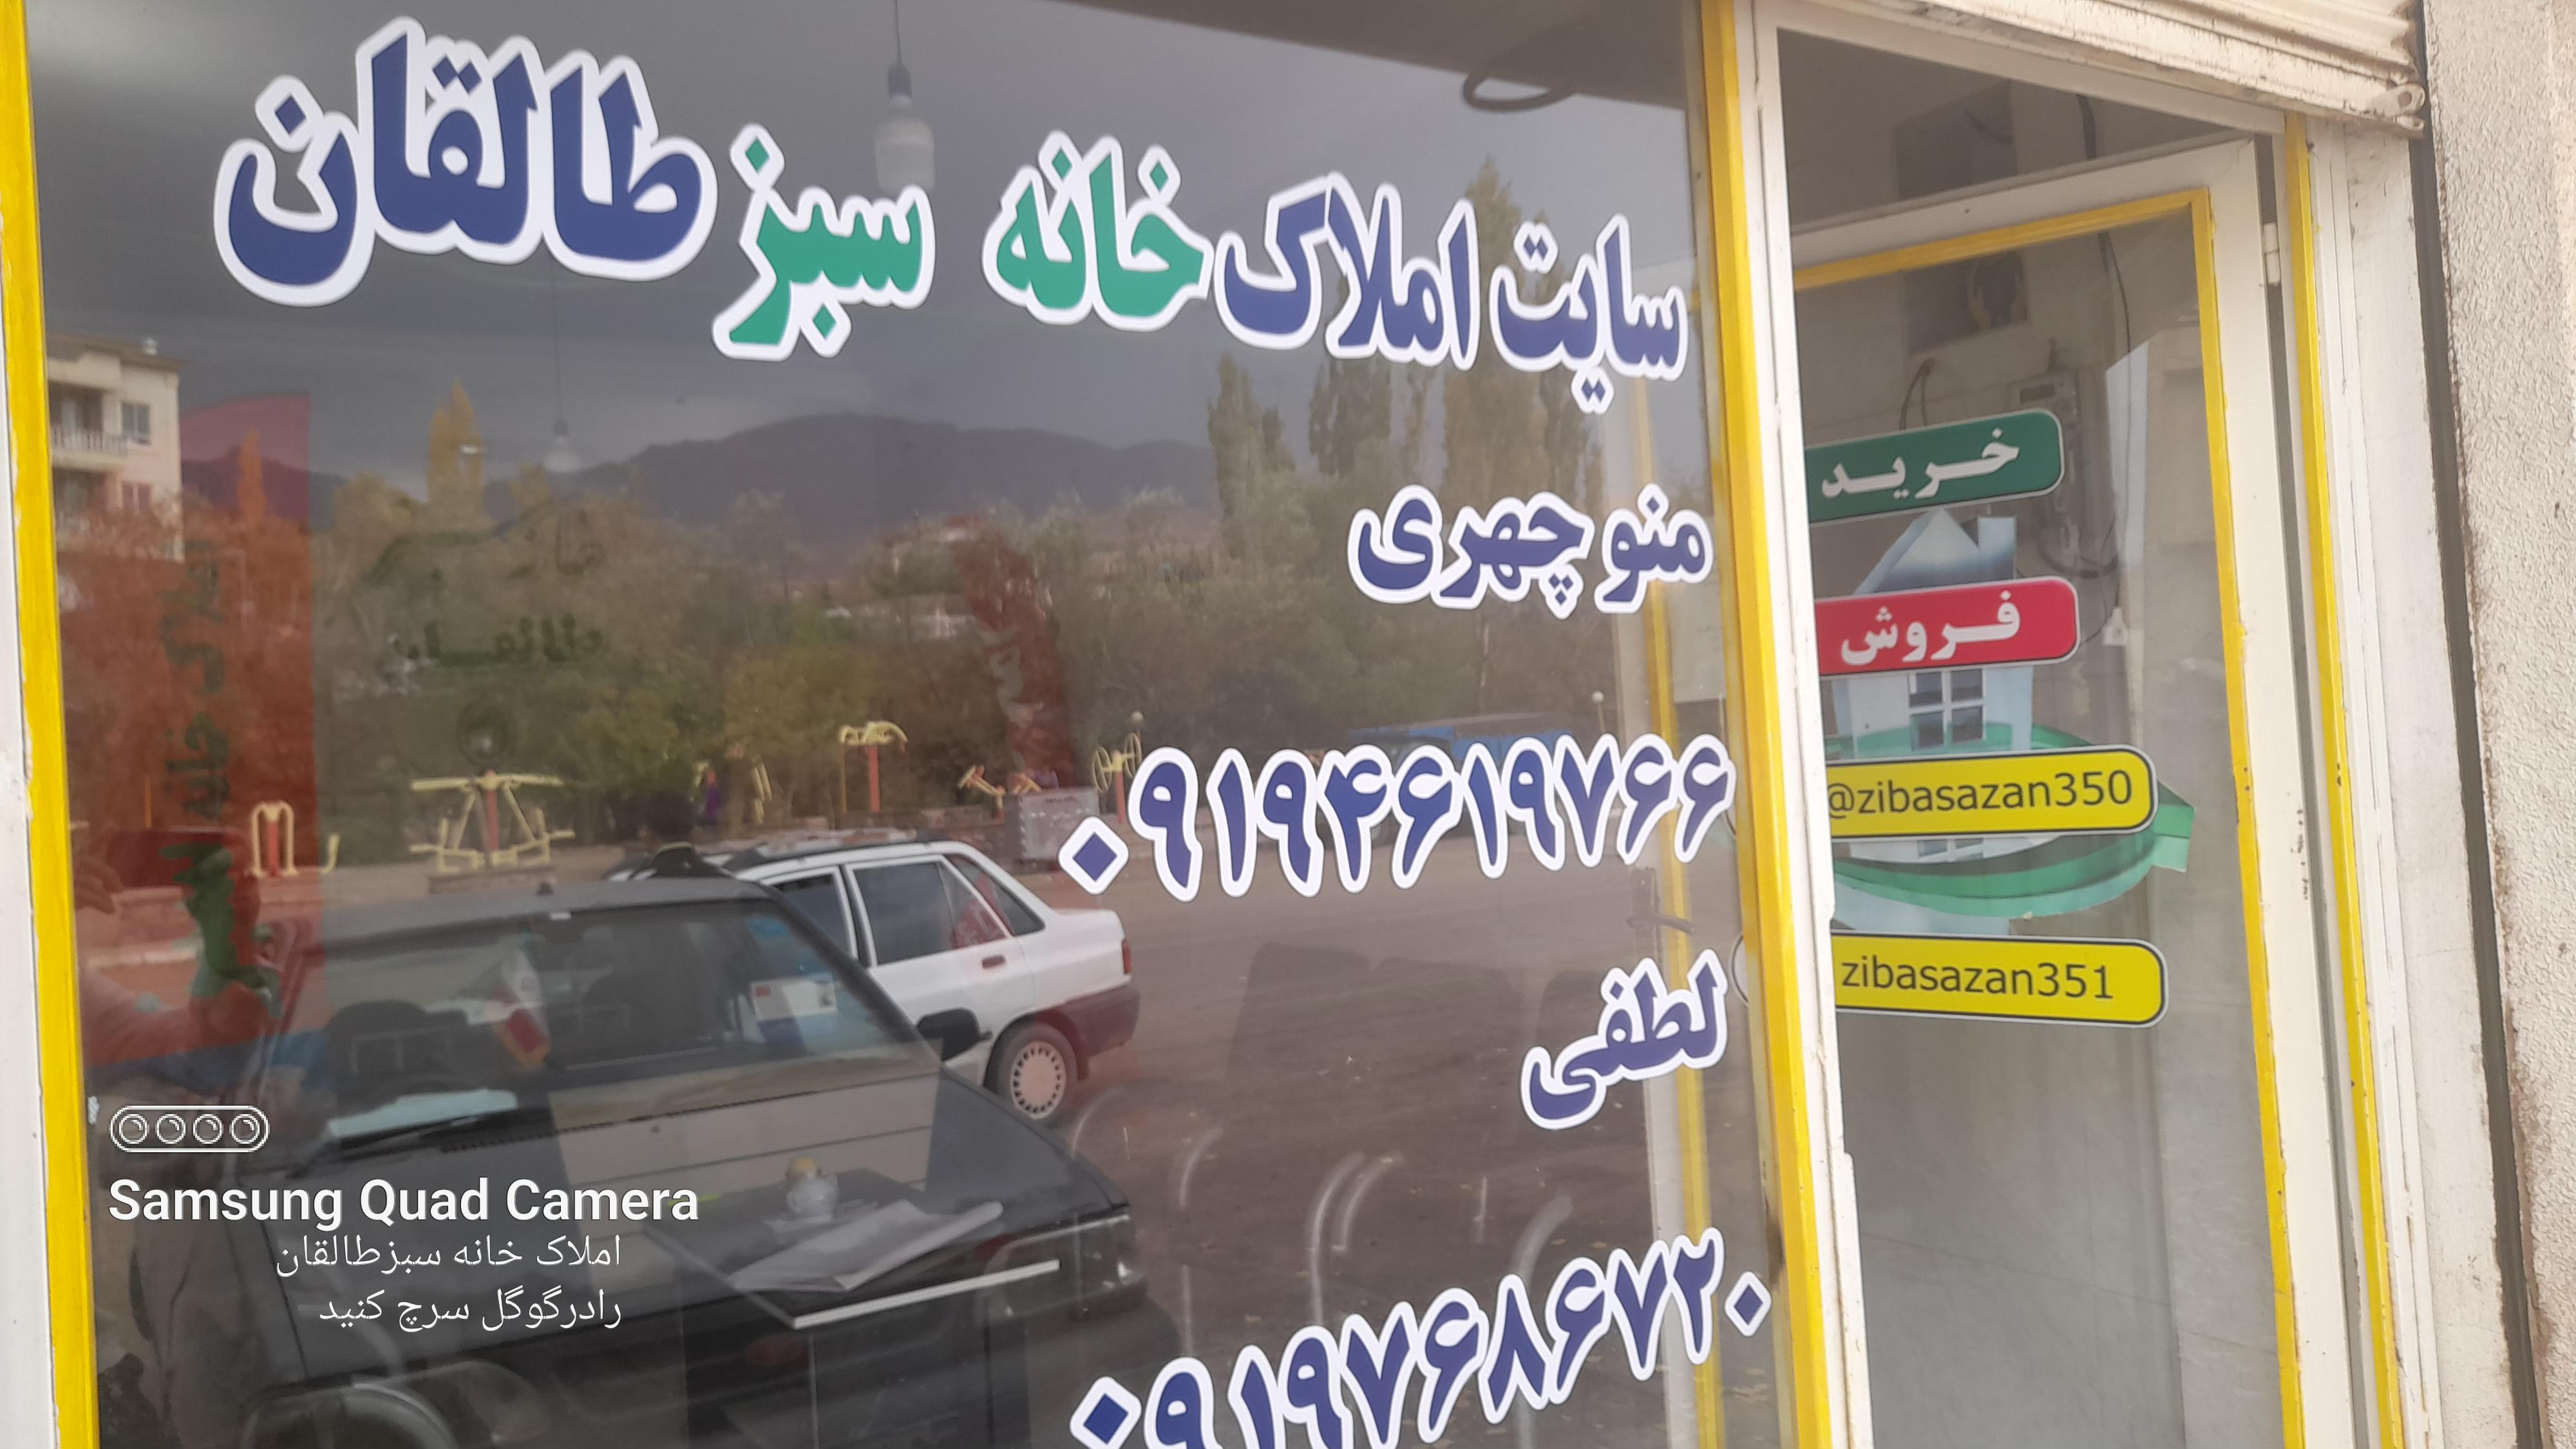 سایت املاک خانه سبز طالقان
منوچهری
۰۹۱۹۴۶۱۹۷۶۶
لطفی
۰۹۱۹۷۶۸۶۷۲۰
خرید
فروش
@zibasazan350
zibasazan351
Samsung Quad Camera
املاک خانه سبزطالقان
رادرگوگل سرچ کنید